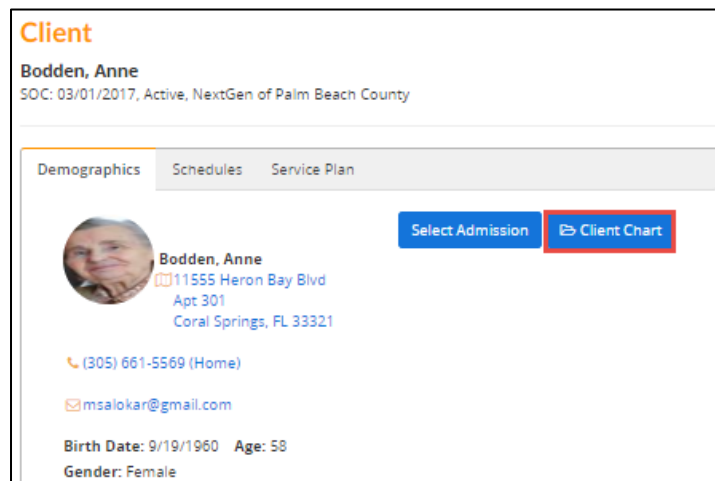 Client
Bodden, Anne
SOC: 03/01/2017, Active, NextGen of Palm Beach County
Demographics Schedules Service Plan
Select Admission Client Chart
Bodden, Anne
11555 Heron Bay Blvd
Apt 301
Coral Springs, FL 33321
(305) 661-5569 (Home)
msalokar@gmail.com
Birth Date: 9/19/1960 Age: 58
Gender: Female